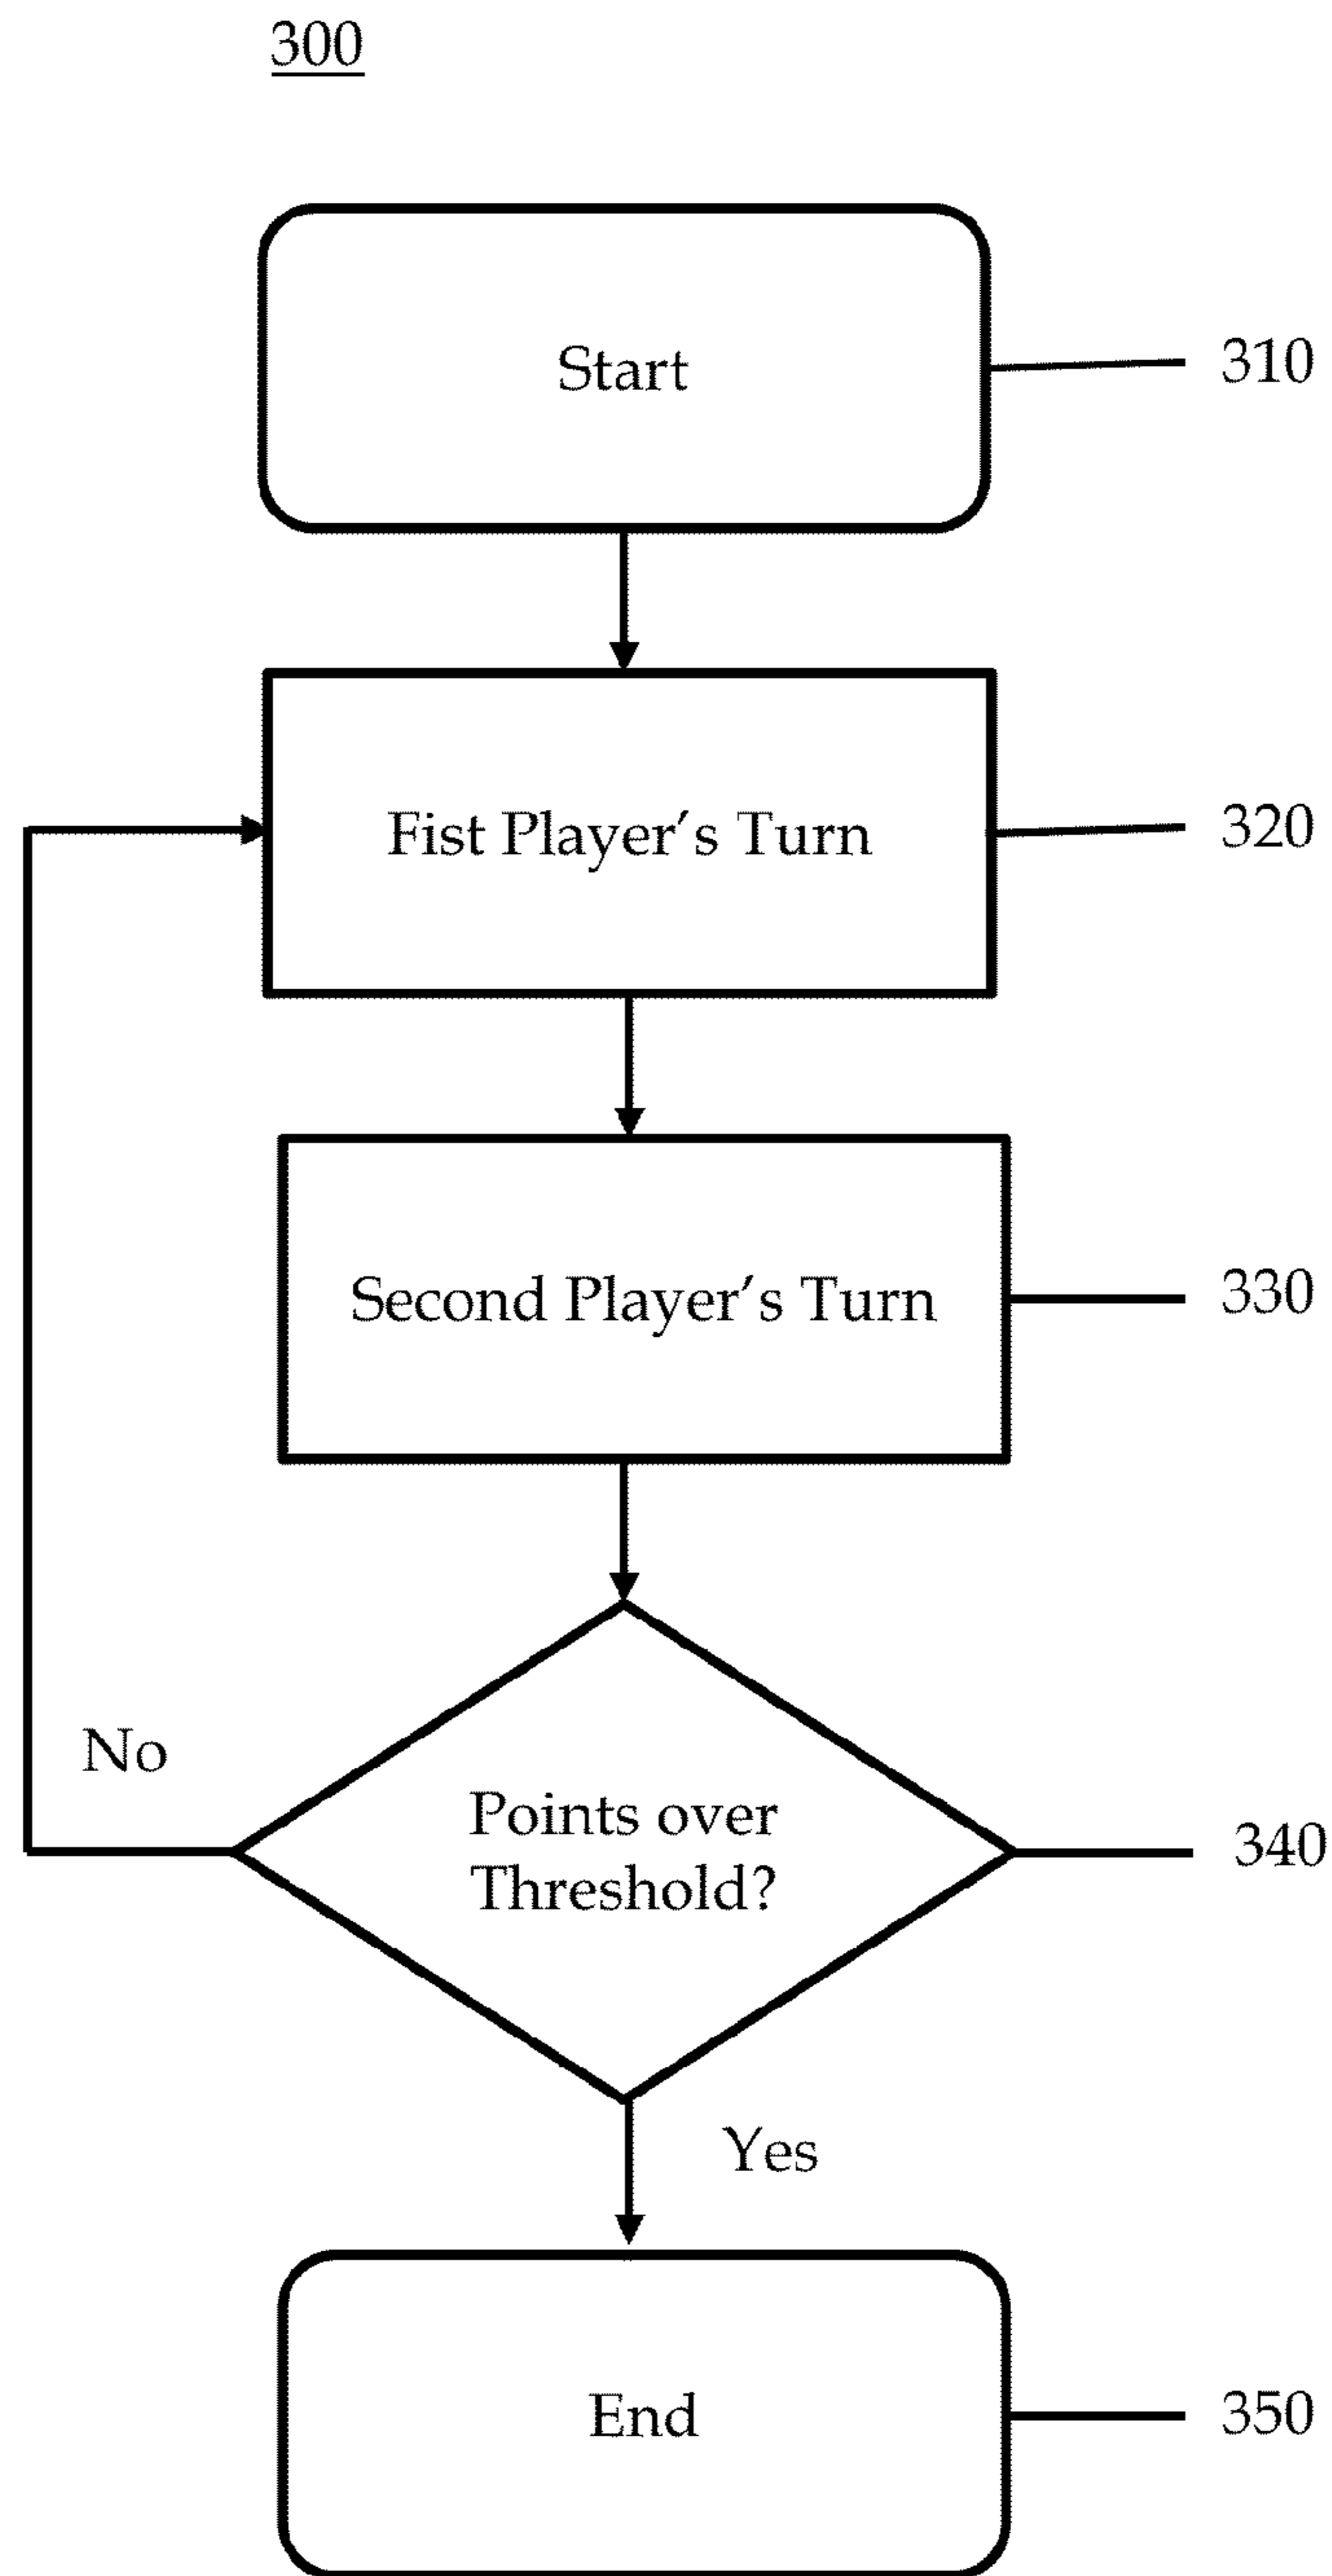 300
Start
310
Fist Player’s Turn
320
Second Player’s Turn
330
No
Points over
Threshold?
340
Yes
End
350